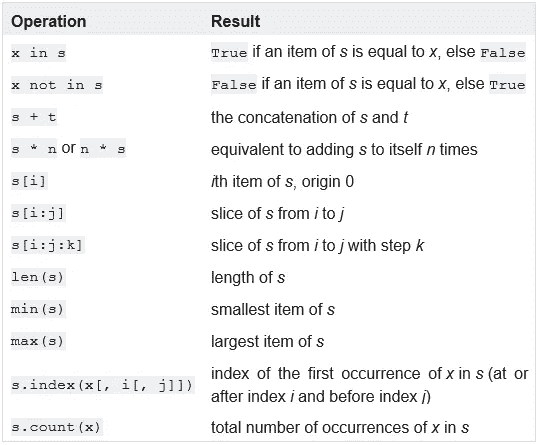 Operation Result
x in s True if an item of s is equal to x, else False
x not in s False if an item of s is equal to x, else True
s + t the concatenation of s and t
s * n or n * s equivalent to adding s to itself n times
s[i] ith item of s, origin 0
s[i:j] slice of s from i to j
s[i:j:k] slice of s from i to j with step k
len(s) length of s
min(s) smallest item of s
max(s) largest item of s
s.index(x[, i[, j]]) index of the first occurrence of x in s (at or
after index i and before index j)
s.count(x) total number of occurrences of x in s